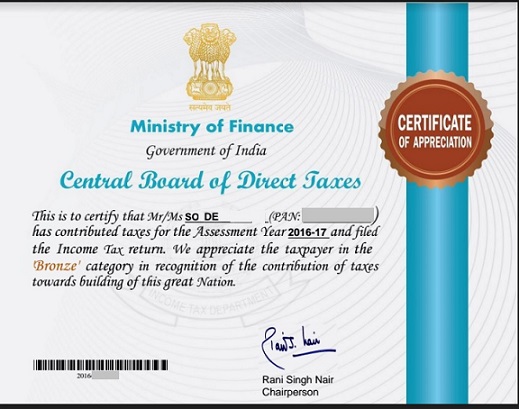 सत्यमेव जयते
Ministry of Finance
Government of India
Central Board of Direct Taxes
CERTIFICATE
OF APPRECIATION
This is to certify that Mr/Ms SO DE (PAN: )
has contributed taxes for the Assessment Year 2016-17 and filed
the Income Tax return. We appreciate the taxpayer in the
'Bronze' category in recognition of the contribution of taxes
towards building of this great Nation.
INCOME TAX DEPARTMENT
Rani S. Nair
Rani Singh Nair
Chairperson
2016